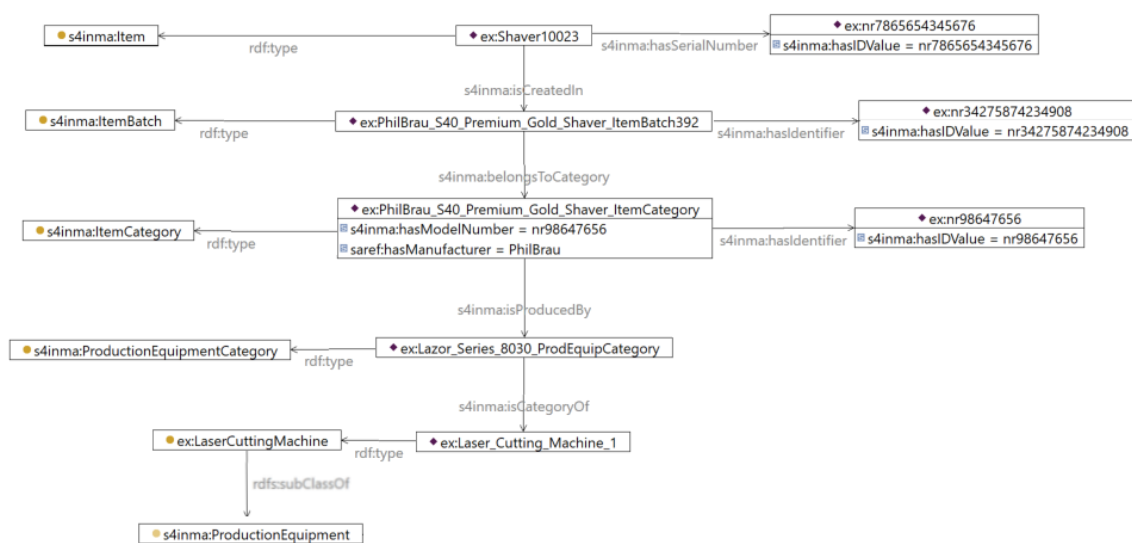 s4inma:Item
rdf:type
ex:Shaver10023
s4inma:hasSerialNumber
ex:nr7865654345676
s4inma:hasIDValue = nr7865654345676
s4inma:isCreatedIn
s4inma:ItemBatch
rdf:type
ex:PhilBrau_S40_Premium_Gold_Shaver_ItemBatch392
s4inma:hasIdentifier
ex:nr34275874234908
s4inma:hasIDValue = nr34275874234908
s4inma:belongsToCategory
s4inma:ItemCategory
rdf:type
ex:PhilBrau_S40_Premium_Gold_Shaver_ItemCategory
s4inma:hasModelNumber = nr98647656
saref:hasManufacturer = PhilBrau
s4inma:hasIdentifier
ex:nr98647656
s4inma:hasIDValue = nr98647656
s4inma:isProducedBy
s4inma:ProductionEquipmentCategory
rdf:type
ex:Lazor_Series_8030_ProdEquipCategory
s4inma:isCategoryOf
ex:LaserCuttingMachine
rdf:type
ex:Laser_Cutting_Machine_1
rdfs:subClassOf
s4inma:ProductionEquipment